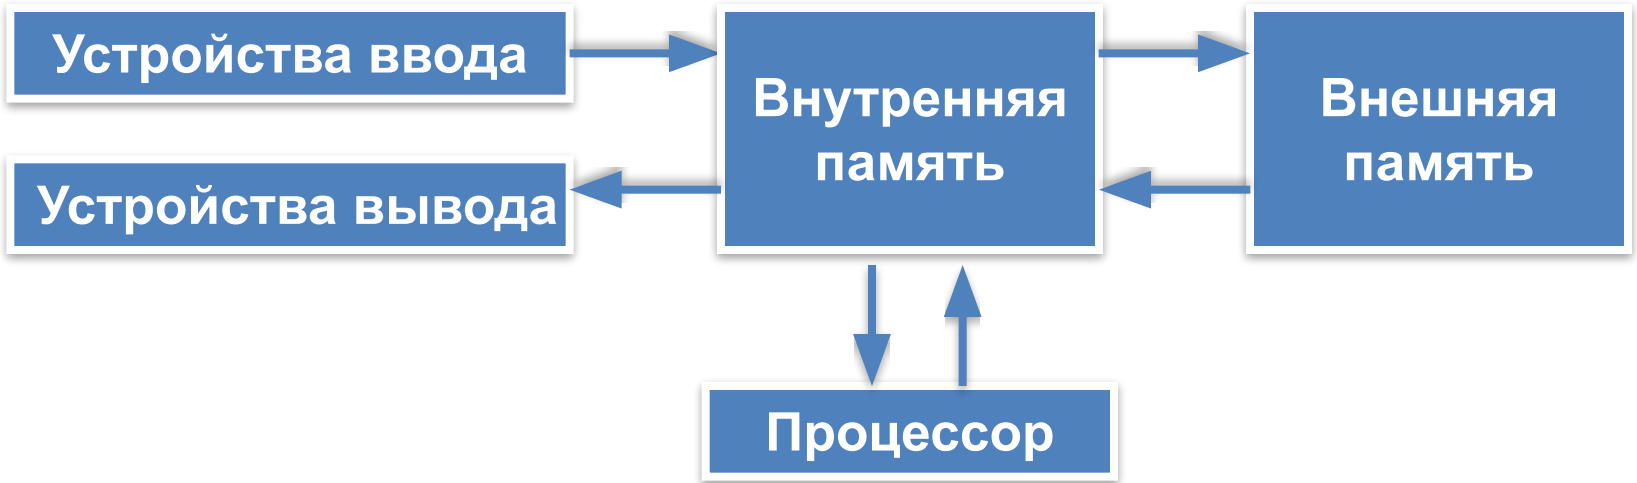 Устройства ввода
Устройства вывода
Внутренняя
память
Внешняя
память
Процессор